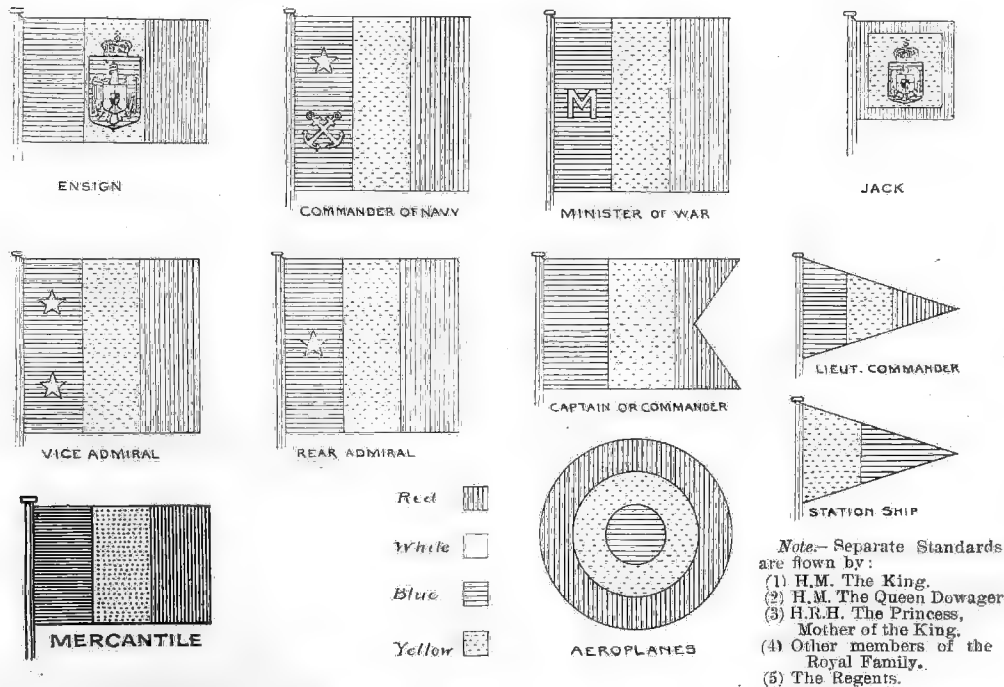 ENSIGN
COMMANDER OF NAVY
M
MINISTER OF WAR
JACK
VICE ADMIRAL
REAR ADMIRAL
CAPTAIN OR COMMANDER
LIEUT. COMMANDER
STATION SHIP
MERCANTILE
Red
White
Blue
Yellow
AEROPLANES
Note.— Separate Standards
are flown by:
(1) H.M. The King.
(2) H.M. The Queen Dowager
(3) H.R.H. The Princess,
Mother of the King.
(4) Other members of the
Royal Family.
(5) The Regents.